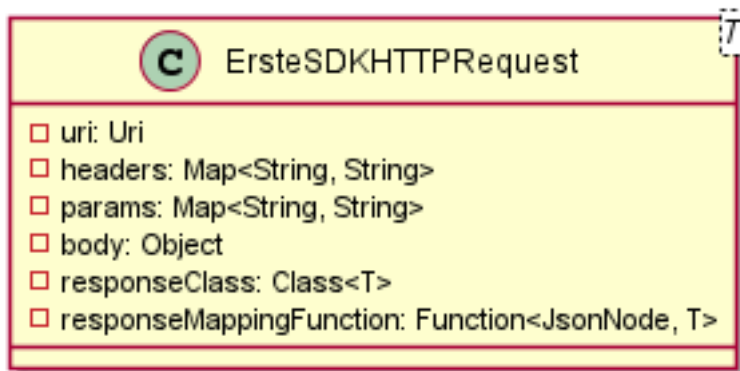 T
C ErsteSDKHTTPRequest
uri: Uri
headers: Map<String, String>
params: Map<String, String>
body: Object
responseClass: Class<T>
responseMappingFunction: Function<JsonNode, T>